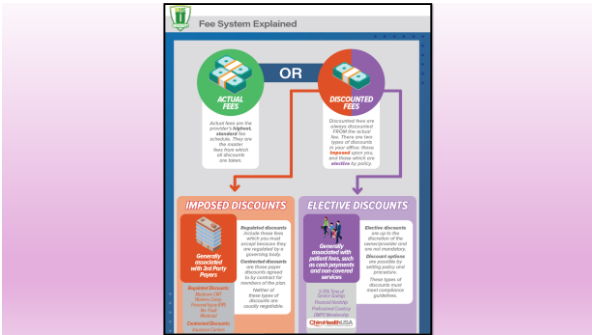 Fee System Explained
OR
ACTUAL
FEES
DISCOUNTED
FEES
Actual fees are the
provider's highest,
standard fee
schedule. They are
the master
fees from which
all discounts
are taken.
Discounted fees are
always discounted
FROM the actual
fee. There are two
types of discounts
in your office: those
imposed upon you,
and those which are
elective by policy.
IMPOSED DISCOUNTS
Generally
associated
with 3rd Party
Payers
Regulated Discounts
Medicaid
Contracted Discounts
Regulated discounts
include those fees
which you must
accept because they
are regulated by a
governing body.
Contracted discounts
are those payer
discounts agreed
to by contract for
members of the plan.
Neither of
these types of
discounts are
usually negotiable.
ELECTIVE DISCOUNTS
Generally
associated with
patient fees, such
as cash payments
and non-covered
services
Financial Hardship
Professional Courtesy
DMPO Membership
ChiroHealthUSA
Elective discounts
are up to the
discretion of the
owner/provider and
are not mandatory.
Discount options
are possible by
setting policy and
procedure.
These types of
discounts must
meet compliance
guidelines.